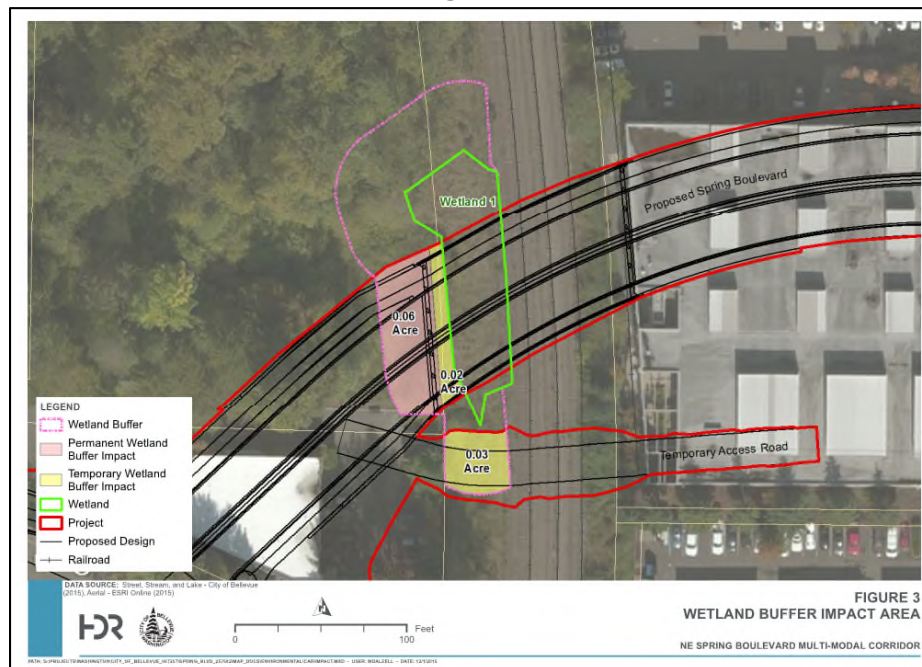 Wetland 1
Proposed Spring Boulevard
0.06
Acre
0.02
Acre
0.03
Acre
Temporary Access Road
LEGEND
Wetland Buffer
Permanent Wetland
Buffer Impact
Temporary Wetland
Buffer Impact
Wetland
Project
Proposed Design
Railroad
DATA SOURCE: Street, Stream, and Lake - City of Bellevue
(2015), Aerial - ESRI Online (2015)
HDR
N
0 100 Feet
FIGURE 3
WETLAND BUFFER IMPACT AREA
NE SPRING BOULEVARD MULTI-MODAL CORRIDOR